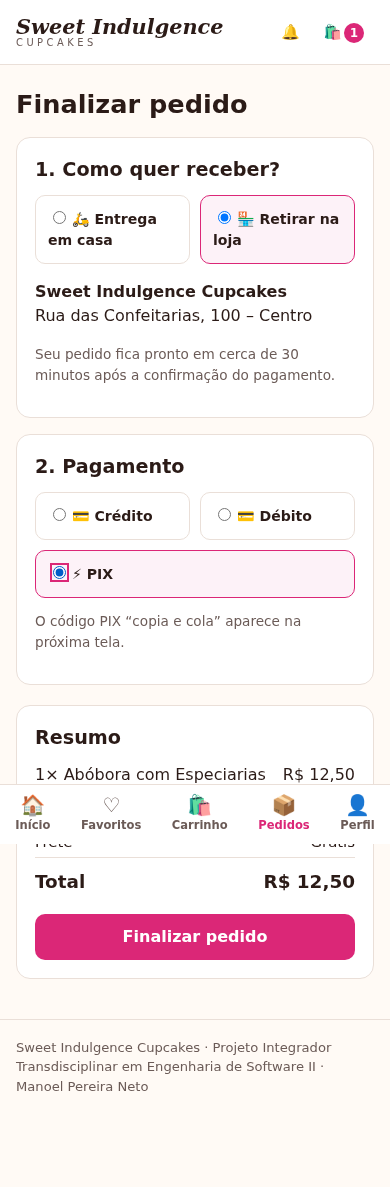 Sweet Indulgence
CUPCAKES
1
Finalizar pedido
1. Como quer receber?
Entrega
em casa
Retirar na
loja
Sweet Indulgence Cupcakes
Rua das Confeitarias, 100 – Centro
Seu pedido fica pronto em cerca de 30
minutos após a confirmação do pagamento.
2. Pagamento
Crédito
Débito
PIX
O código PIX “copia e cola” aparece na
próxima tela.
Resumo
1× Abóbora com Especiarias R$ 12,50
Início Favoritos Carrinho Pedidos Perfil
Total R$ 12,50
Finalizar pedido
Sweet Indulgence Cupcakes · Projeto Integrador
Transdisciplinar em Engenharia de Software II ·
Manoel Pereira Neto